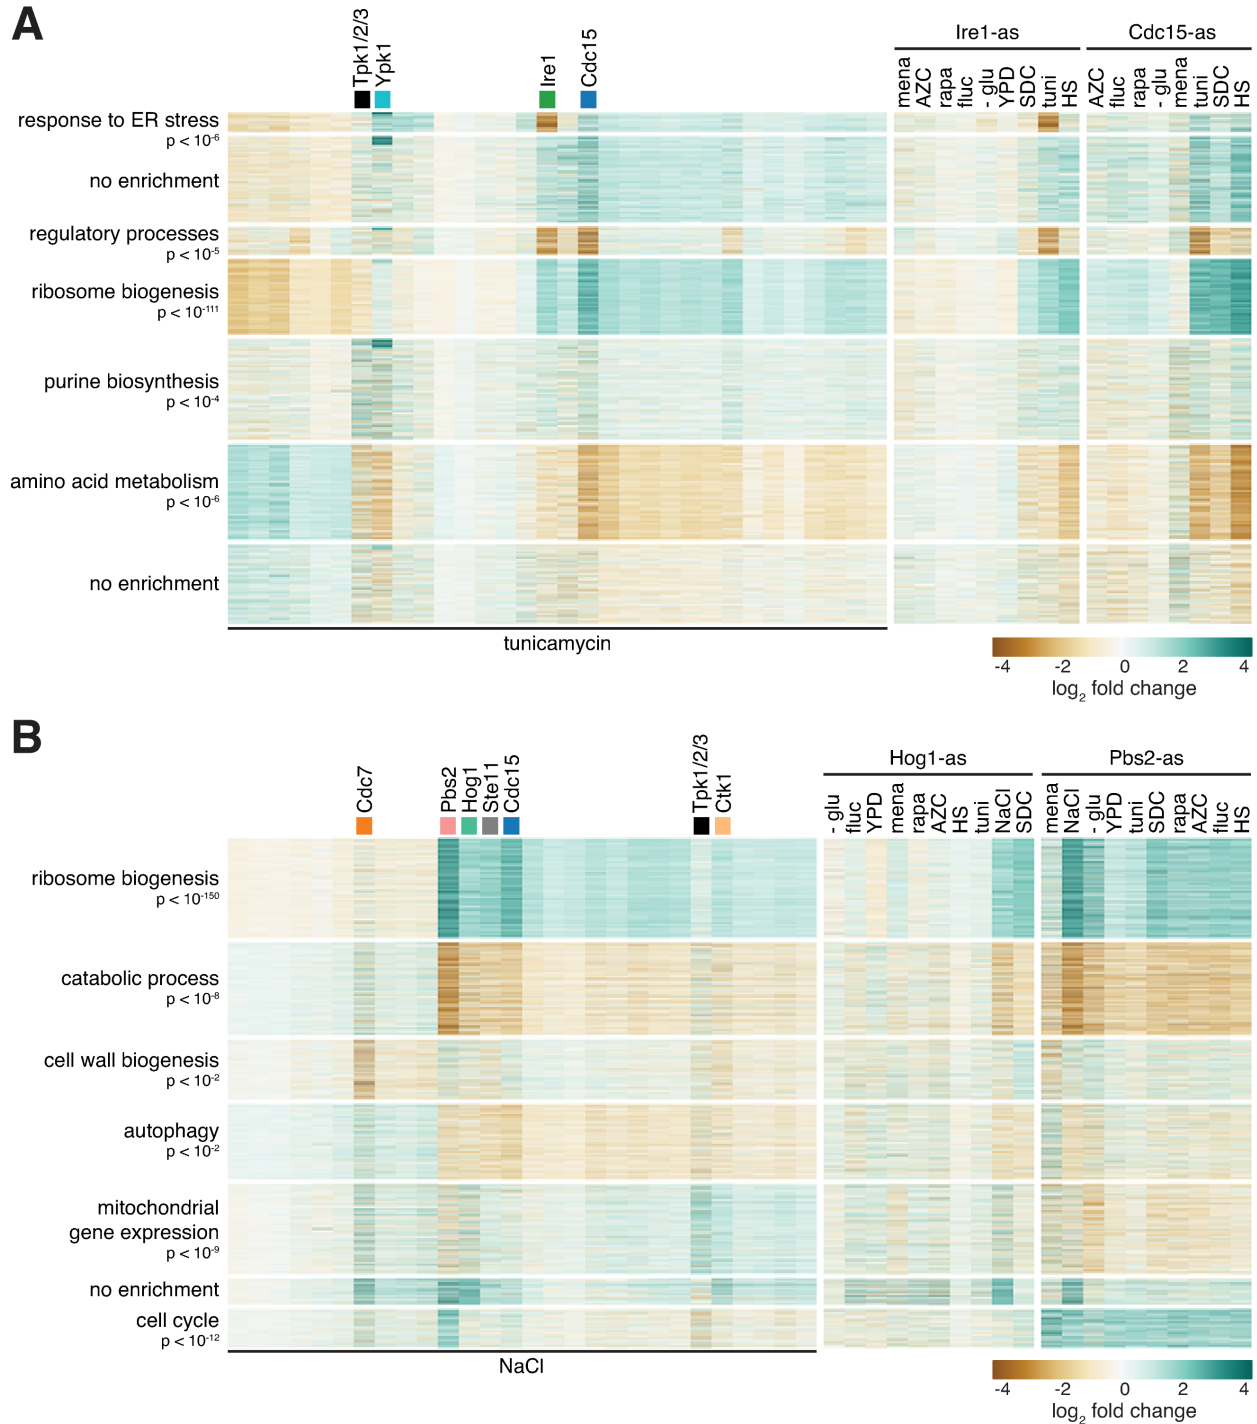 A
Tpk1/2/3
Ypk1
Ire1
Cdc15
Ire1-as
Cdc15-as
mena
AZC
rapa
fluc
- glu
YPD
SDC
tuni
HS
AZC
fluc
rapa
- glu
mena
tuni
SDC
HS
response to ER stress
p < 10-6
no enrichment
regulatory processes
p < 10-5
ribosome biogenesis
p < 10-111
purine biosynthesis
p < 10-4
amino acid metabolism
p < 10-6
no enrichment
tunicamycin
-4 -2 0 2 4
log2 fold change
B
Cdc7
Pbs2
Hog1
Ste11
Cdc15
Tpk1/2/3
Ctk1
Hog1-as
Pbs2-as
- glu
fluc
YPD
mena
rapa
AZC
HS
tuni
NaCl
SDC
mena
NaCl
- glu
YPD
tuni
SDC
rapa
AZC
fluc
HS
ribosome biogenesis
p < 10-150
catabolic process
p < 10-8
cell wall biogenesis
p < 10-2
autophagy
p < 10-2
mitochondrial
gene expression
p < 10-9
no enrichment
cell cycle
p < 10-12
NaCl
-4 -2 0 2 4
log2 fold change